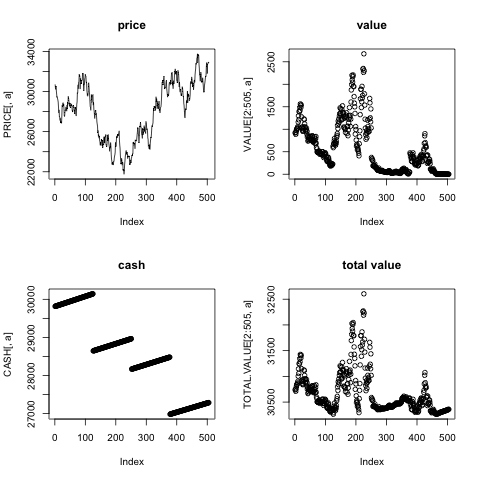 price
PRICE[, a]
22000
26000
30000
34000
0 100 200 300 400 500
Index
value
VALUE[2:505, a]
0
500
1500
2500
0 100 200 300 400 500
Index
cash
CASH[, a]
27000
28000
29000
30000
0 100 200 300 400 500
Index
total value
TOTAL.VALUE[2:505, a]
30500
31500
32500
0 100 200 300 400 500
Index